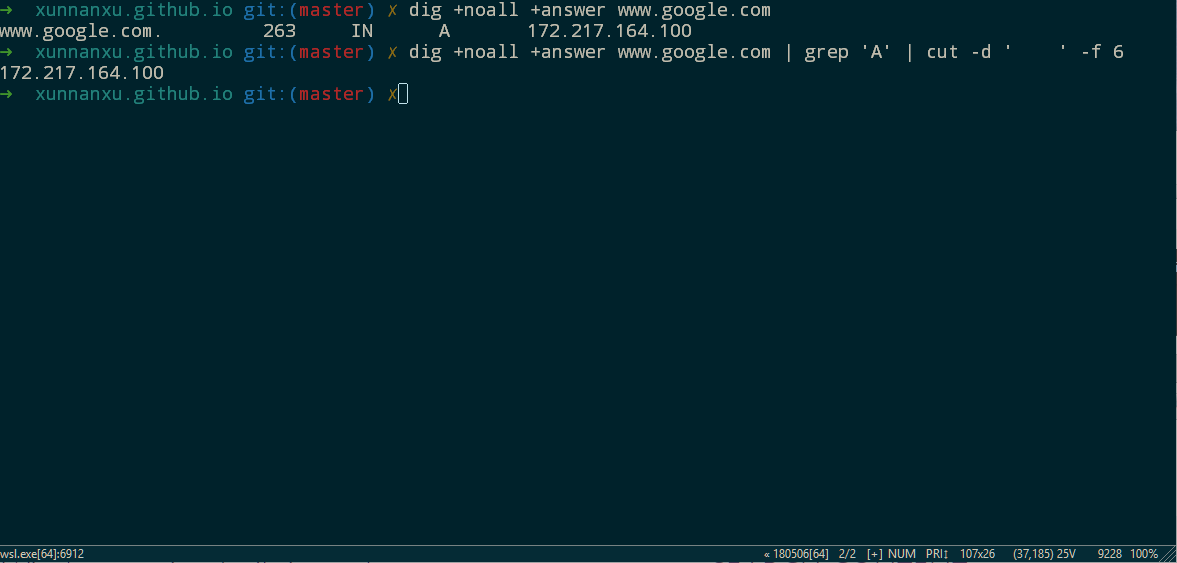 →  xunnanxu.github.io git:(master) ✗ dig +noall +answer www.google.com
www.google.com.         263     IN      A       172.217.164.100
→  xunnanxu.github.io git:(master) ✗ dig +noall +answer www.google.com | grep 'A' | cut -d '    ' -f 6
172.217.164.100
→  xunnanxu.github.io git:(master) ✗
wsl.exe[64]:6912 « 180506[64] 2/2 [+] NUM PRI↕ 107x26 (37,185) 25V 9228 100%